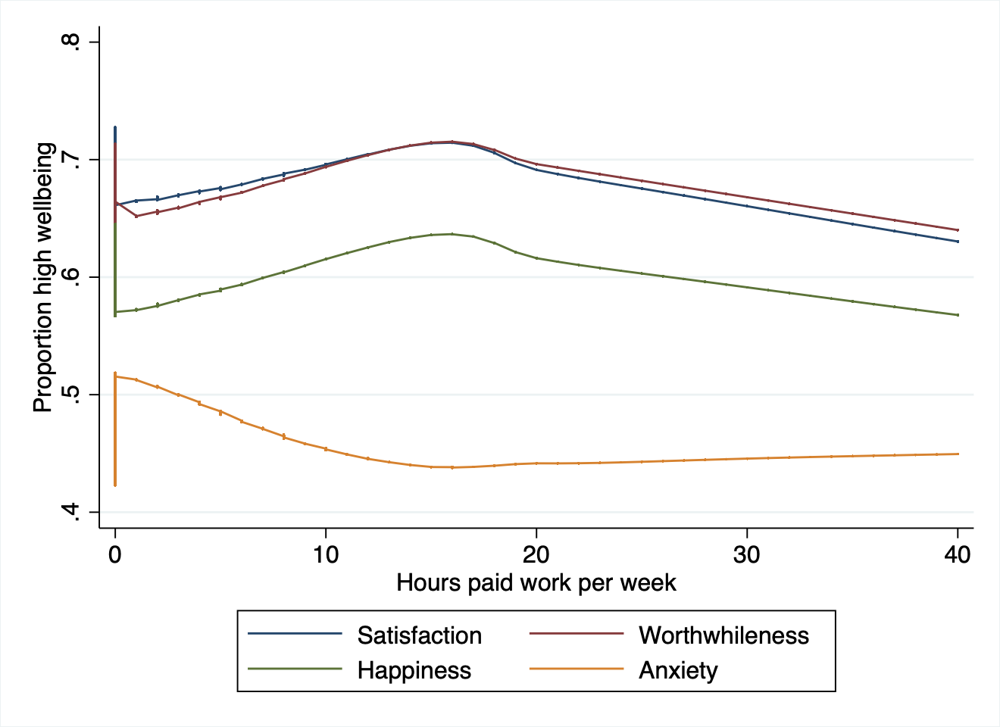 Proportion high wellbeing
.8
.7
.6
.5
.4
0 10 20 30 40
Hours paid work per week
Satisfaction Worthwhileness
Happiness Anxiety